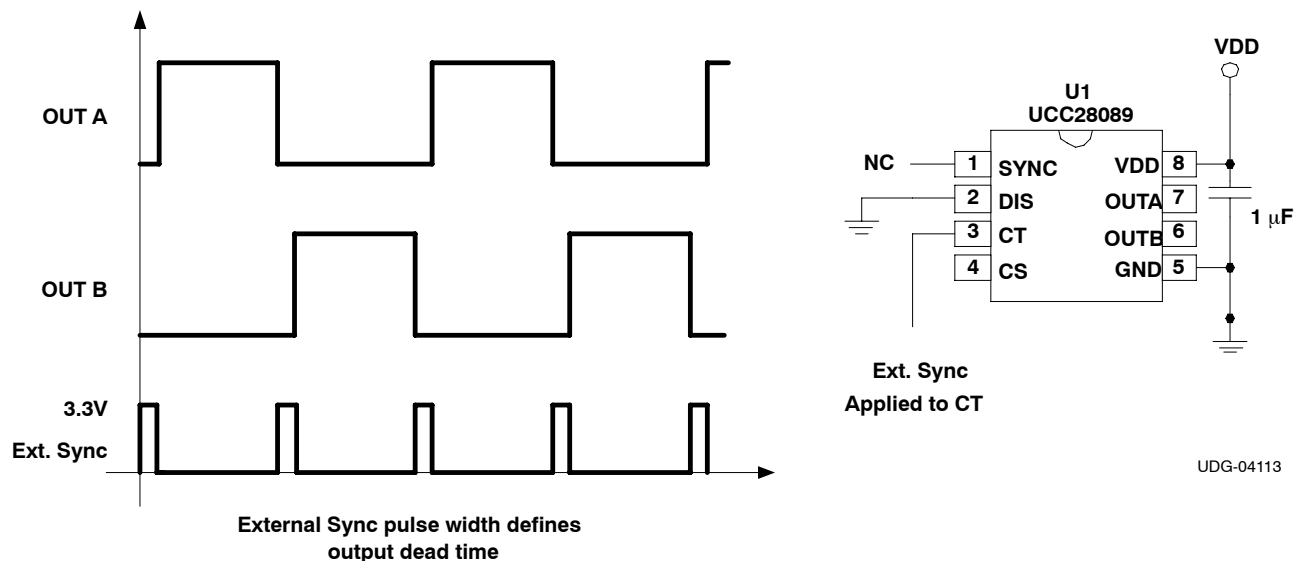 OUT A
OUT B
3.3V
Ext. Sync
External Sync pulse width defines
output dead time
VDD
U1
UCC28089
NC
1 SYNC VDD 8
2 DIS OUTA 7
3 CT OUTB 6
4 CS GND 5
1 μF
Ext. Sync
Applied to CT
UDG-04113